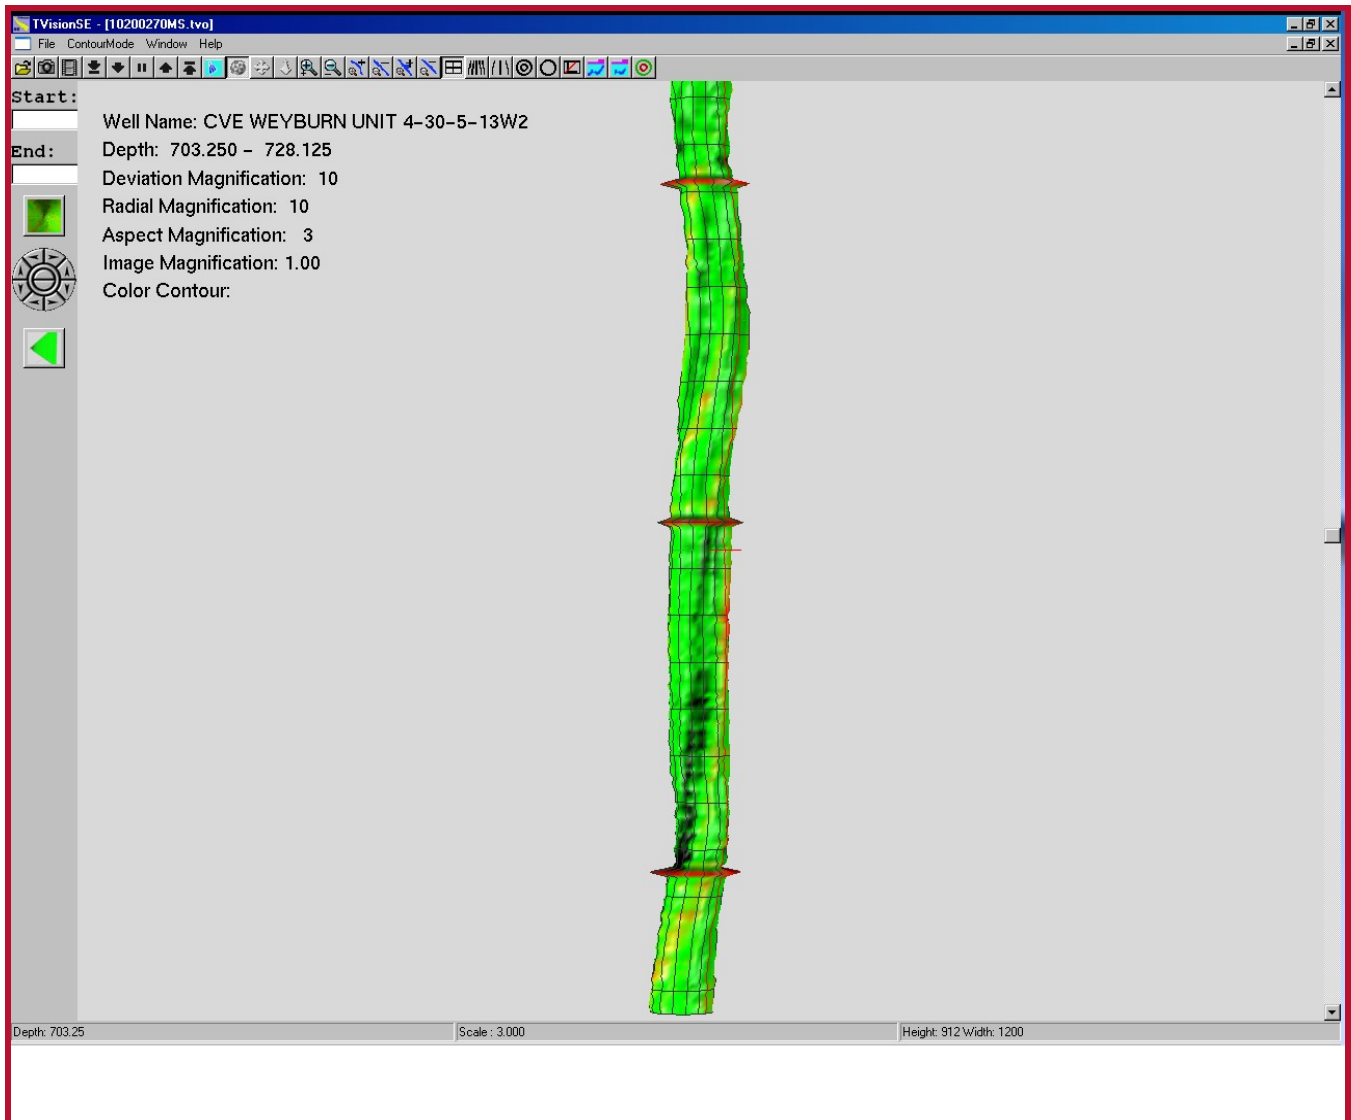 TVisionSE - [10200270MS.tvo]
File ContourMode Window Help
Start:
End:
Well Name: CVE WEYBURN UNIT 4-30-5-13W2
Depth: 703.250 - 728.125
Deviation Magnification: 10
Radial Magnification: 10
Aspect Magnification: 3
Image Magnification: 1.00
Color Contour:
Depth: 703.25
Scale : 3.000
Height: 912 Width: 1200